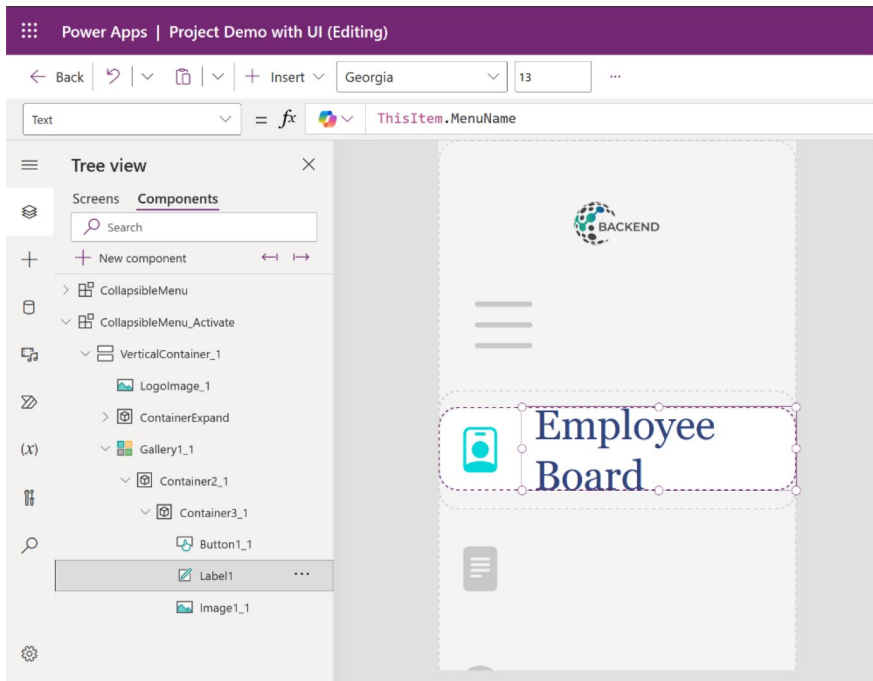 Power Apps | Project Demo with UI (Editing)
Back Insert Georgia 13 ...
Text = fx ThisItem.MenuName
Tree view
Screens Components
Search
New component
CollapsibleMenu
CollapsibleMenu_Activate
VerticalContainer_1
LogoImage_1
ContainerExpand
Gallery1_1
Container2_1
Container3_1
Button1_1
Label1 ...
Image1_1
(x)
BACKEND
Employee
Board